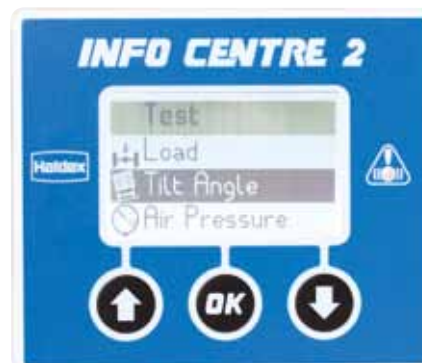 INFO CENTRE 2
Test
Load
Haldex
Tilt Angle
Air Pressure
OK